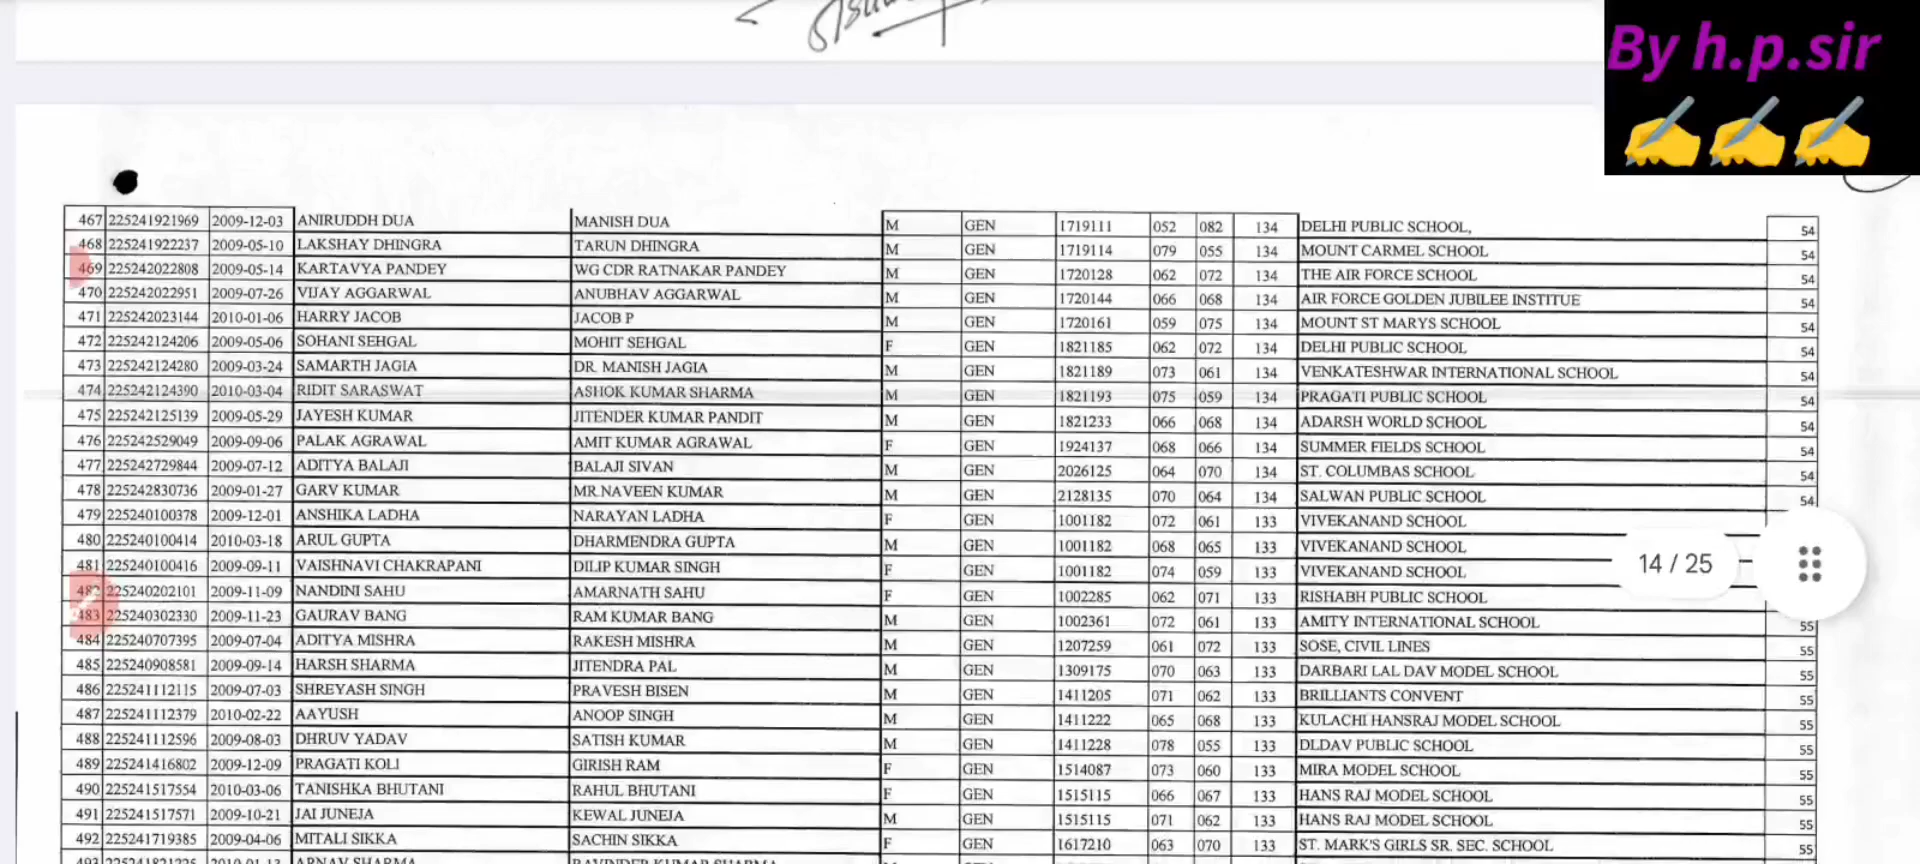 By h.p.sir
467 225241921969 2009-12-03 ANIRUDDH DUA MANISH DUA M GEN 1719111 052 082 134 DELHI PUBLIC SCHOOL, 54
468 225241922237 2009-05-10 LAKSHAY DHINGRA TARUN DHINGRA M GEN 1719114 079 055 134 MOUNT CARMEL SCHOOL 54
469 225242022808 2009-05-14 KARTAVYA PANDEY WG CDR RATNAKAR PANDEY M GEN 1720128 062 072 134 THE AIR FORCE SCHOOL 54
470 225242022951 2009-07-26 VIJAY AGGARWAL ANUBHAV AGGARWAL M GEN 1720144 066 068 134 AIR FORCE GOLDEN JUBILEE INSTITUE 54
471 225242023144 2010-01-06 HARRY JACOB JACOB P M GEN 1720161 059 075 134 MOUNT ST MARYS SCHOOL 54
472 225242124206 2009-05-06 SOHANI SEHGAL MOHIT SEHGAL F GEN 1821185 062 072 134 DELHI PUBLIC SCHOOL 54
473 225242124280 2009-03-24 SAMARTH JAGIA DR. MANISH JAGIA M GEN 1821189 073 061 134 VENKATESHWAR INTERNATIONAL SCHOOL 54
474 225242124390 2010-03-04 RIDIT SARASWAT ASHOK KUMAR SHARMA M GEN 1821193 075 059 134 PRAGATI PUBLIC SCHOOL 54
475 225242125139 2009-05-29 JAYESH KUMAR JITENDER KUMAR PANDIT M GEN 1821233 066 068 134 ADARSH WORLD SCHOOL 54
476 225242529049 2009-09-06 PALAK AGRAWAL AMIT KUMAR AGRAWAL F GEN 1924137 068 066 134 SUMMER FIELDS SCHOOL 54
477 225242729844 2009-07-12 ADITYA BALAJI BALAJI SIVAN M GEN 2026125 064 070 134 ST. COLUMBAS SCHOOL 54
478 225242830736 2009-01-27 GARV KUMAR MR.NAVEEN KUMAR M GEN 2128135 070 064 134 SALWAN PUBLIC SCHOOL 54
479 225240100378 2009-12-01 ANSHIKA LADHA NARAYAN LADHA F GEN 1001182 072 061 133 VIVEKANAND SCHOOL
480 225240100414 2010-03-18 ARUL GUPTA DHARMENDRA GUPTA M GEN 1001182 068 065 133 VIVEKANAND SCHOOL
14 / 25
481 225240100416 2009-09-11 VAISHNAVI CHAKRAPANI DILIP KUMAR SINGH F GEN 1001182 074 059 133 VIVEKANAND SCHOOL
482 225240202101 2009-11-09 NANDINI SAHU AMARNATH SAHU F GEN 1002285 062 071 133 RISHABH PUBLIC SCHOOL
483 225240302330 2009-11-23 GAURAV BANG RAM KUMAR BANG M GEN 1002361 072 061 133 AMITY INTERNATIONAL SCHOOL 55
484 225240707395 2009-07-04 ADITYA MISHRA RAKESH MISHRA M GEN 1207259 061 072 133 SOSE, CIVIL LINES 55
485 225240908581 2009-09-14 HARSH SHARMA JITENDRA PAL M GEN 1309175 070 063 133 DARBARI LAL DAV MODEL SCHOOL 55
486 225241112115 2009-07-03 SHREYASH SINGH PRAVESH BISEN M GEN 1411205 071 062 133 BRILLIANTS CONVENT 55
487 225241112379 2010-02-22 AAYUSH ANOOP SINGH M GEN 1411222 065 068 133 KULACHI HANSRAJ MODEL SCHOOL 55
488 225241112596 2009-08-03 DHRUV YADAV SATISH KUMAR M GEN 1411228 078 055 133 DLDAV PUBLIC SCHOOL 55
489 225241416802 2009-12-09 PRAGATI KOLI GIRISH RAM F GEN 1514087 073 060 133 MIRA MODEL SCHOOL 55
490 225241517554 2010-03-06 TANISHKA BHUTANI RAHUL BHUTANI F GEN 1515115 066 067 133 HANS RAJ MODEL SCHOOL 55
491 225241517571 2009-10-21 JAI JUNEJA KEWAL JUNEJA M GEN 1515115 071 062 133 HANS RAJ MODEL SCHOOL 55
492 225241719385 2009-04-06 MITALI SIKKA SACHIN SIKKA F GEN 1617210 063 070 133 ST. MARK'S GIRLS SR. SEC. SCHOOL 55